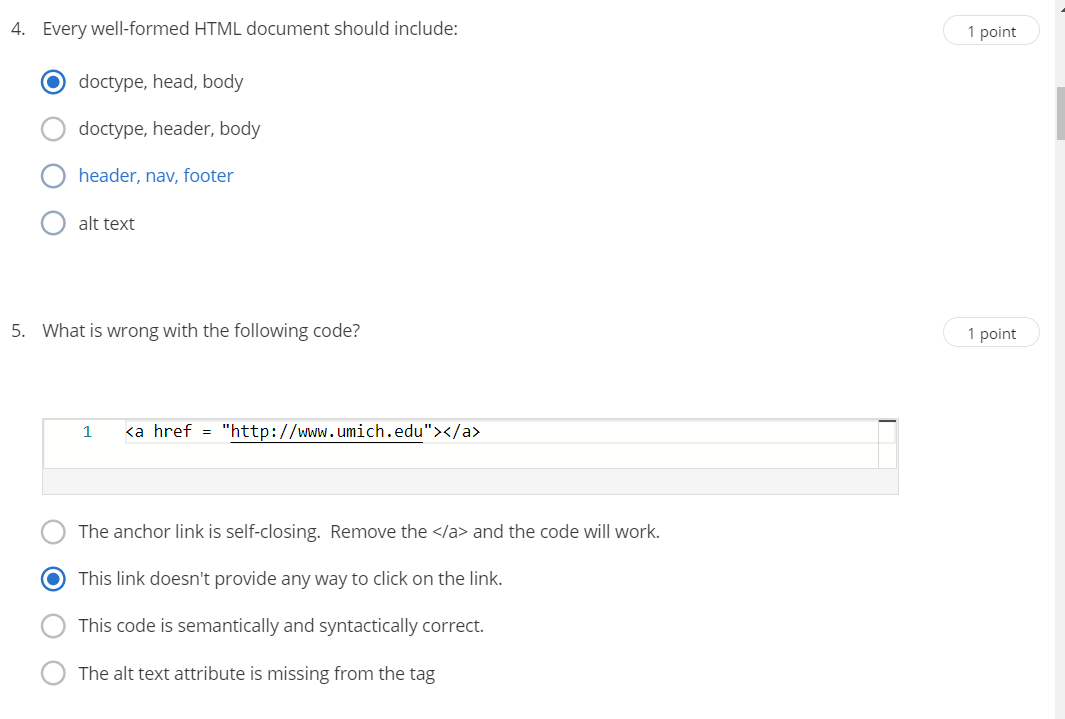 4. Every well-formed HTML document should include:
1 point
doctype, head, body
doctype, header, body
header, nav, footer
alt text
5. What is wrong with the following code?
1 point
1 <a href = "http://www.umich.edu"></a>
The anchor link is self-closing.  Remove the </a> and the code will work.
This link doesn't provide any way to click on the link.
This code is semantically and syntactically correct.
The alt text attribute is missing from the tag